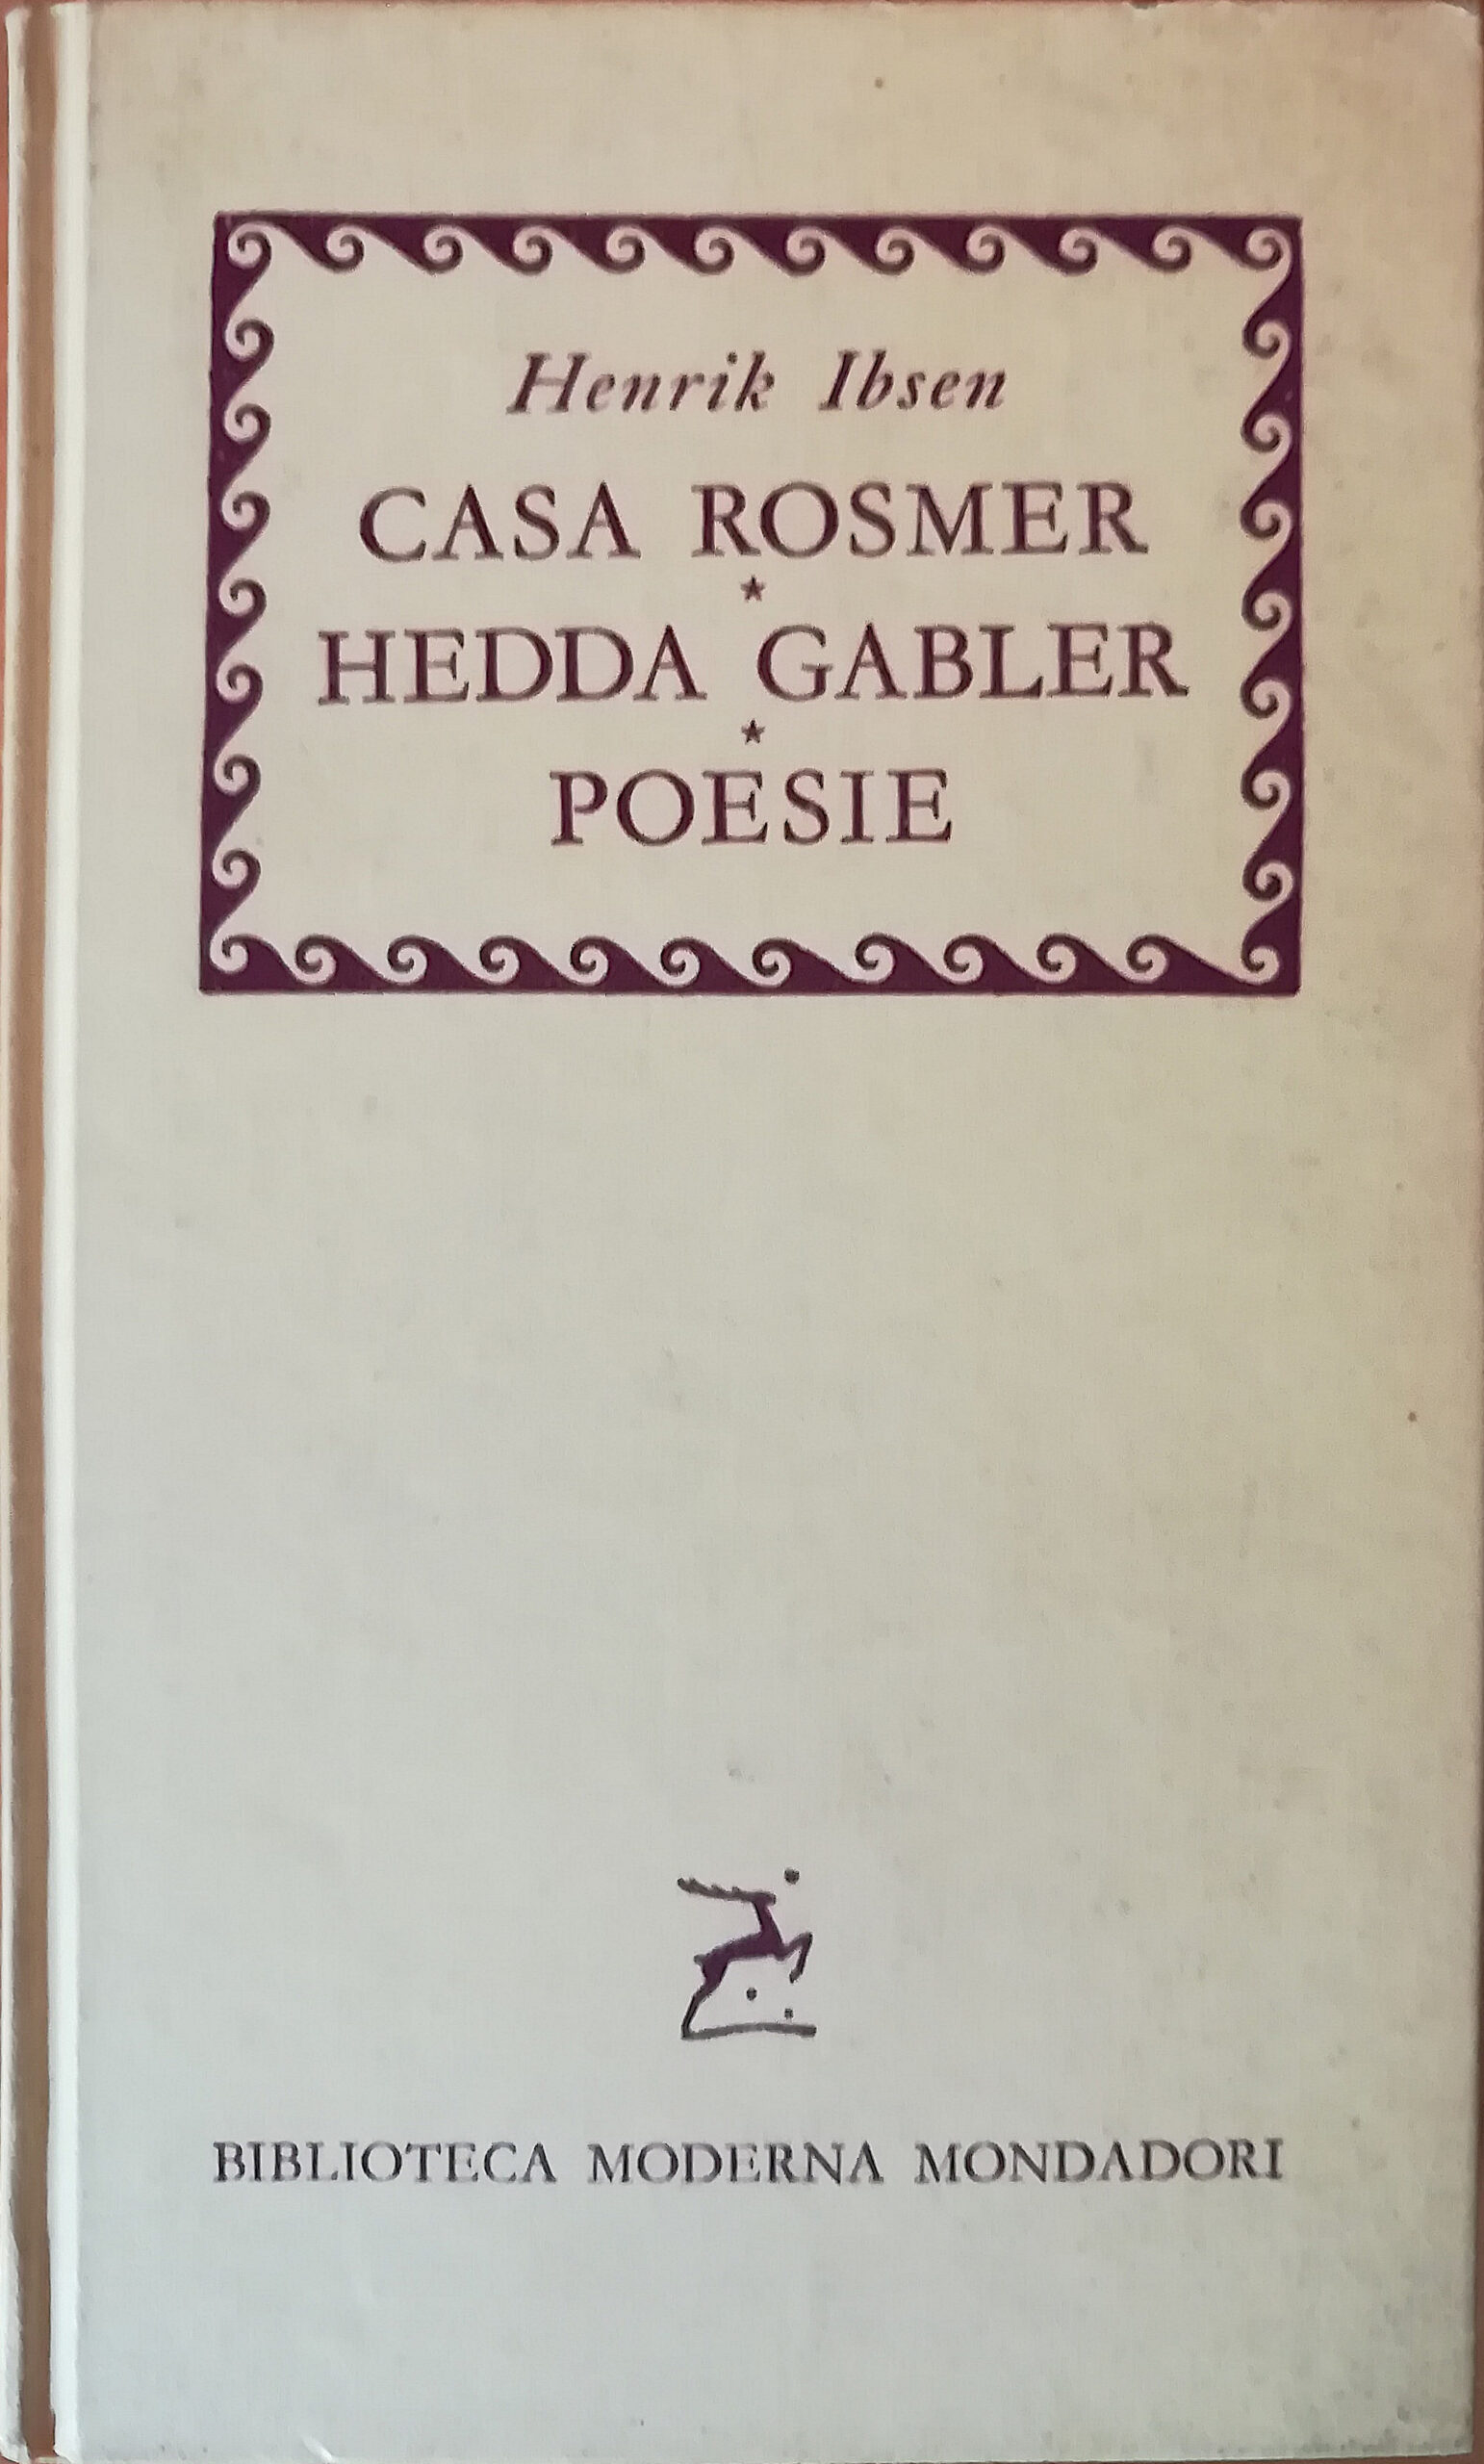 Henrik Ibsen
CASA ROSMER
★
HEDDA GABLER
★
POESIE
BIBLIOTECA MODERNA MONDADORI